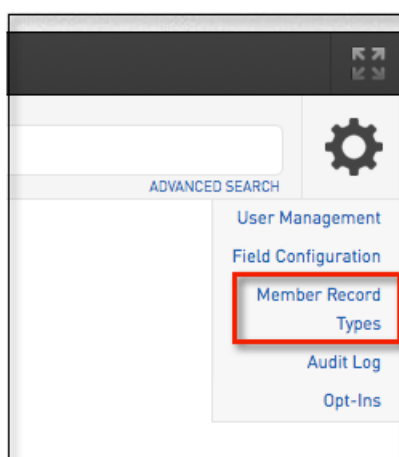 ADVANCED SEARCH
User Management
Field Configuration
Member Record
Types
Audit Log
Opt-Ins